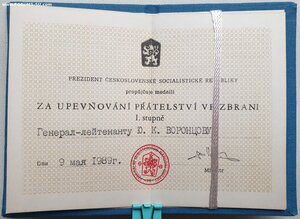 PREZIDENT ČESKOSLOVENSKÉ SOCIALISTICKÉ REPUBLIKY
propůjčuje medaili
ZA UPEVŇOVÁNÍ PŘÁTELSTVÍ VE ZBRANI
I. stupně
Генерал-лейтенанту Ю. К. ВОРОНЦОВУ
Dne 9 мая 1989г.